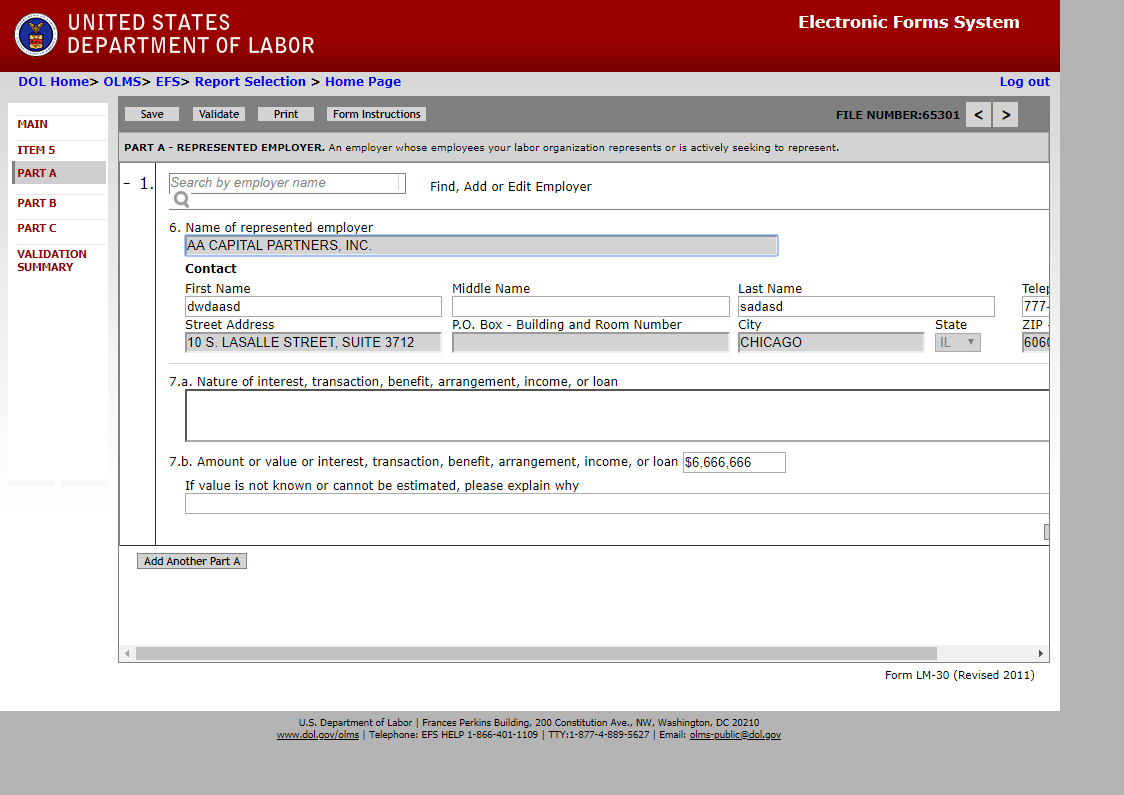 UNITED STATES
DEPARTMENT OF LABOR
Electronic Forms System
DOL Home> OLMS> EFS> Report Selection > Home Page
Log out
MAIN
ITEM 5
PART A
PART B
PART C
VALIDATION
SUMMARY
Save Validate Print Form Instructions
FILE NUMBER:65301 < >
PART A - REPRESENTED EMPLOYER. An employer whose employees your labor organization represents or is actively seeking to represent.
- 1.
Search by employer name
Find, Add or Edit Employer
6. Name of represented employer
AA CAPITAL PARTNERS, INC.
Contact
First Name Middle Name Last Name Telep
dwdaasd sadasd 777-
Street Address P.O. Box - Building and Room Number City State ZIP -
10 S. LASALLE STREET, SUITE 3712 CHICAGO IL 6060
7.a. Nature of interest, transaction, benefit, arrangement, income, or loan
7.b. Amount or value or interest, transaction, benefit, arrangement, income, or loan $6,666,666
If value is not known or cannot be estimated, please explain why
Add Another Part A
Form LM-30 (Revised 2011)
U.S. Department of Labor | Frances Perkins Building, 200 Constitution Ave., NW, Washington, DC 20210
www.dol.gov/olms | Telephone: EFS HELP 1-866-401-1109 | TTY:1-877-4-889-5627 | Email: olms-public@dol.gov